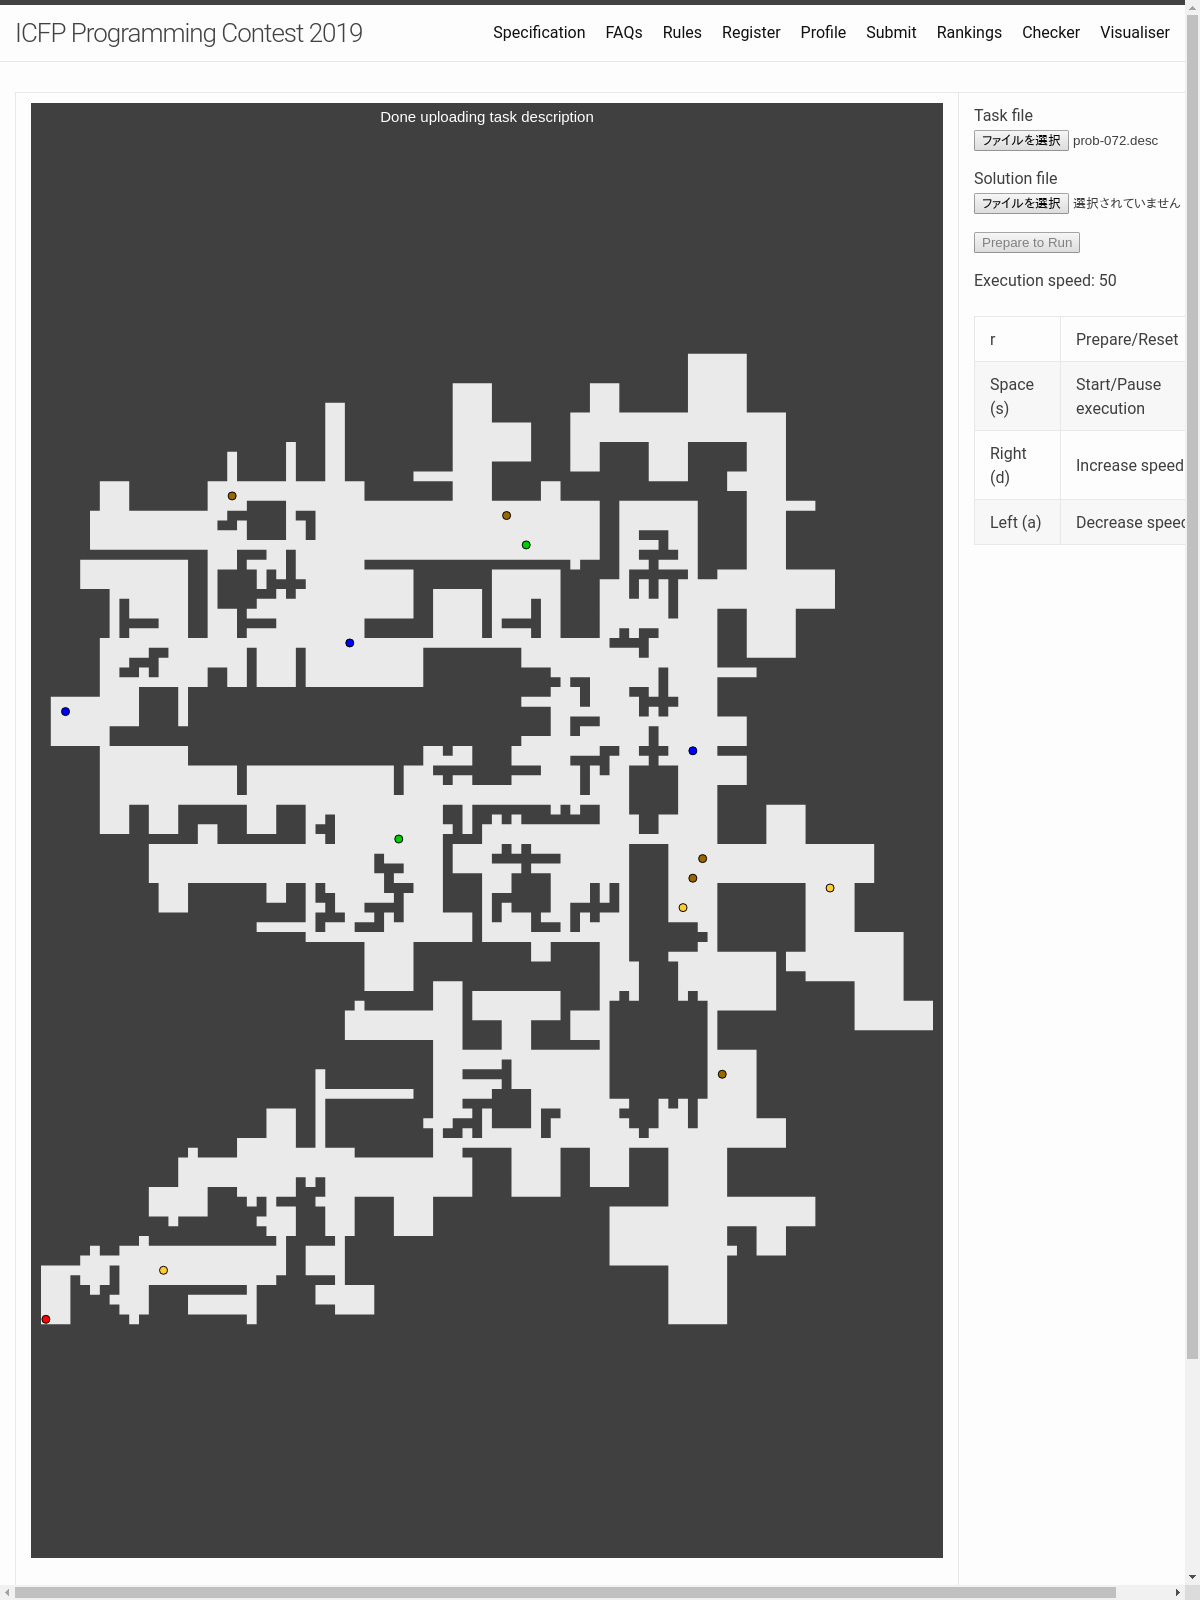 ICFP Programming Contest 2019
Specification FAQs Rules Register Profile Submit Rankings Checker Visualiser
Done uploading task description
Task file
ファイルを選択 prob-072.desc
Solution file
ファイルを選択 選択されていません
Prepare to Run
Execution speed: 50
r Prepare/Reset
Space (s) Start/Pause execution
Right (d) Increase speed
Left (a) Decrease speed